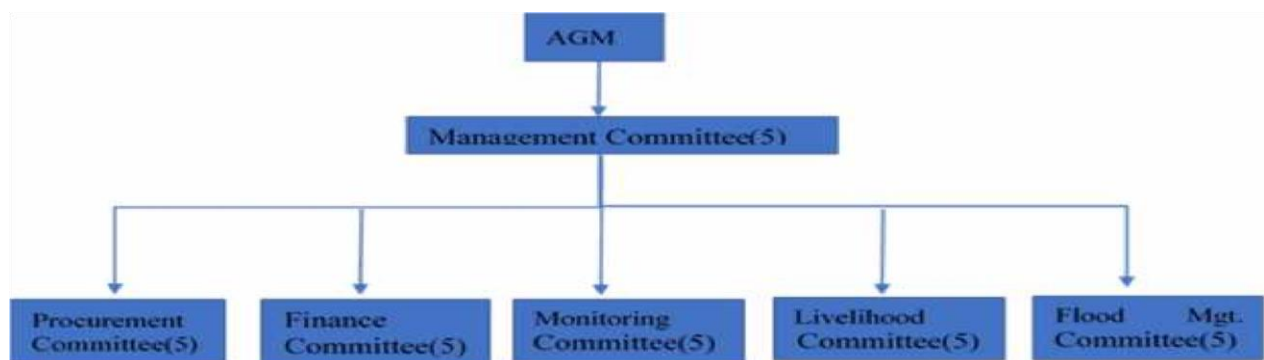 AGM
Management Committee(5)
Procurement
Committee(5)
Finance
Committee(5)
Monitoring
Committee(5)
Livelihood
Committee(5)
Flood Mgt.
Committee(5)